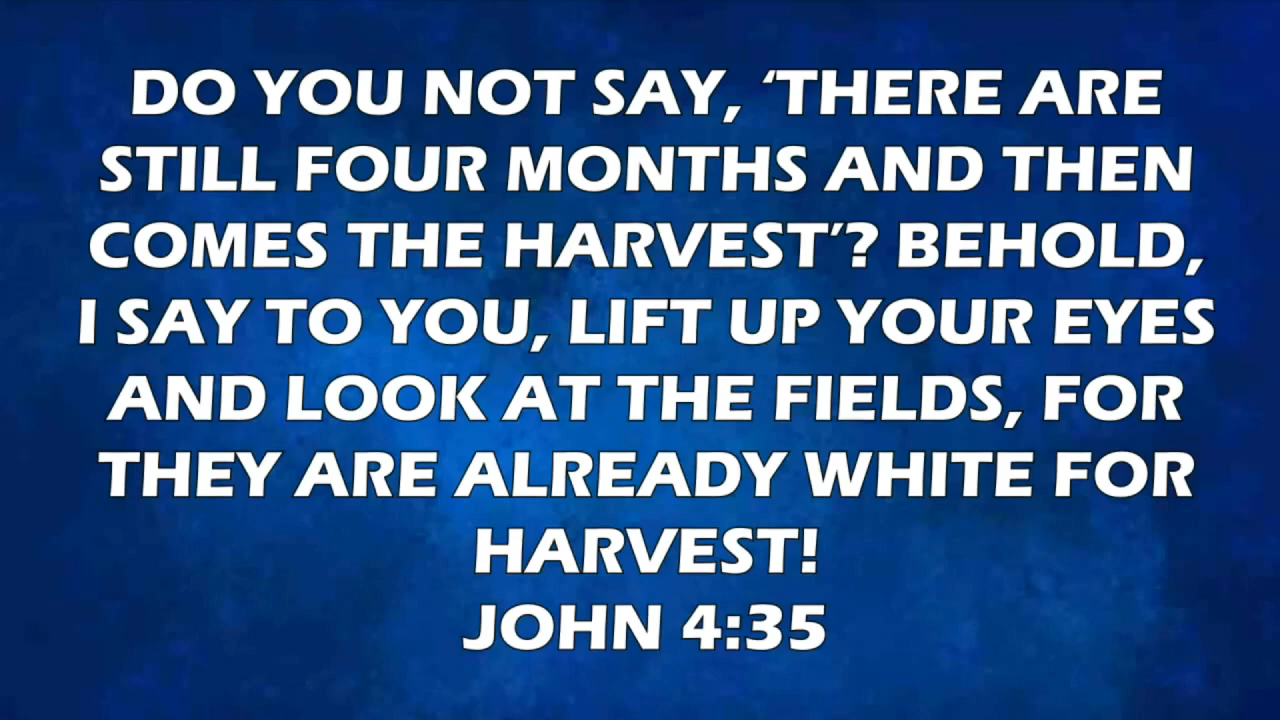 DO YOU NOT SAY, ‘THERE ARE
STILL FOUR MONTHS AND THEN
COMES THE HARVEST’? BEHOLD,
I SAY TO YOU, LIFT UP YOUR EYES
AND LOOK AT THE FIELDS, FOR
THEY ARE ALREADY WHITE FOR
HARVEST!
JOHN 4:35